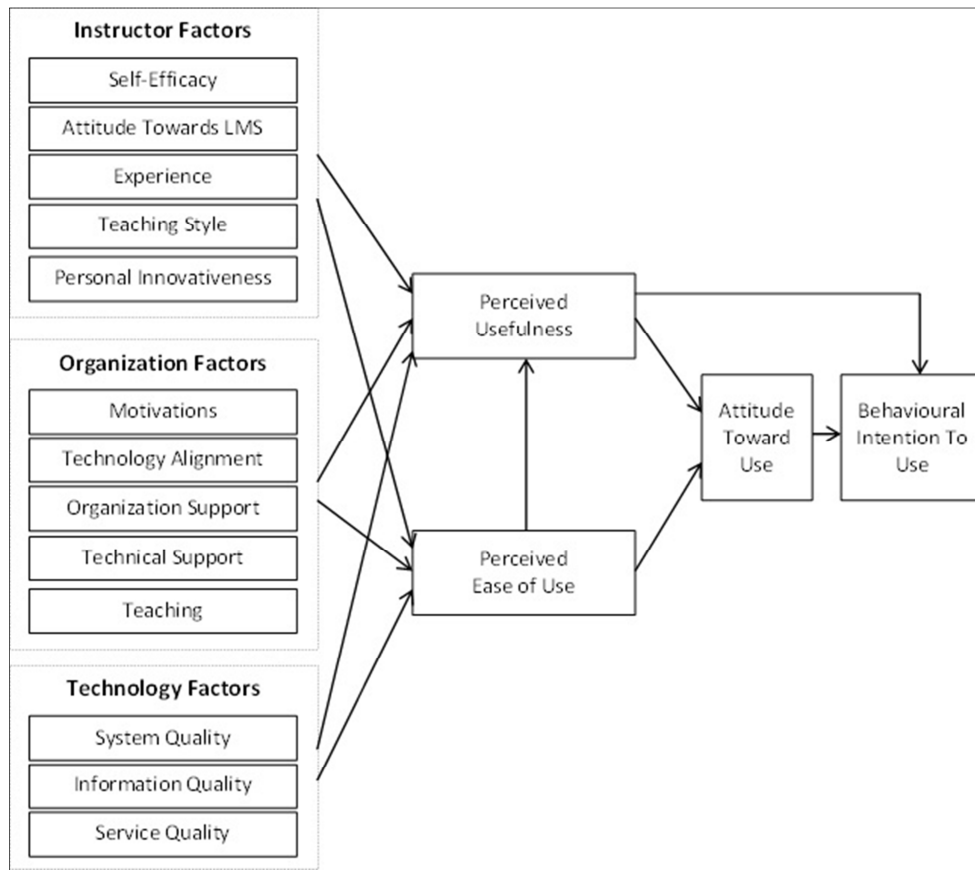 Instructor Factors
Self-Efficacy
Attitude Towards LMS
Experience
Teaching Style
Personal Innovativeness
Organization Factors
Motivations
Technology Alignment
Organization Support
Technical Support
Teaching
Technology Factors
System Quality
Information Quality
Service Quality
Perceived
Usefulness
Perceived
Ease of Use
Attitude
Toward
Use
Behavioural
Intention To
Use